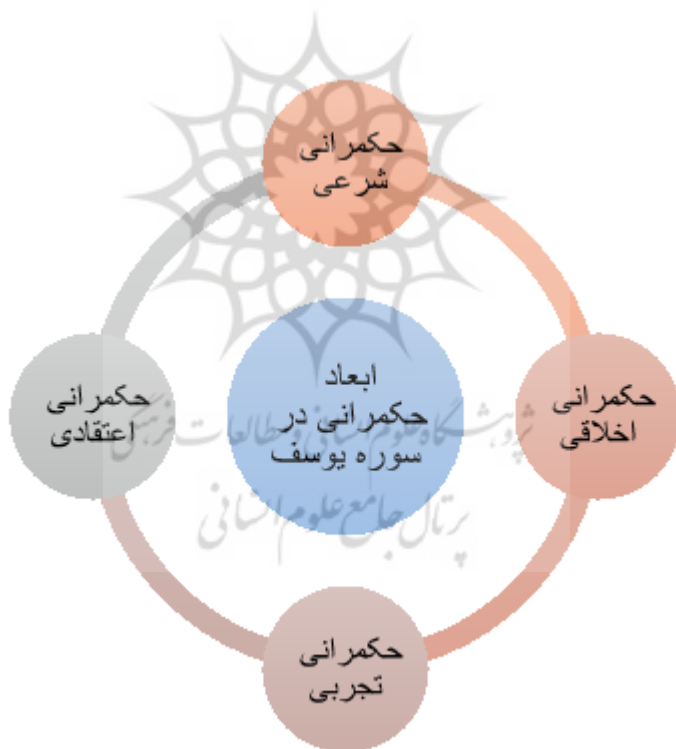 حکمرانی
شرعی
ابعاد
حکمرانی در
سوره یوسف
حکمرانی
اخلاقی
حکمرانی
اعتقادی
پژوهشگاه علوم انسانی و مطالعات فرهنگی
پرتال جامع علوم انسانی
حکمرانی
تجربی